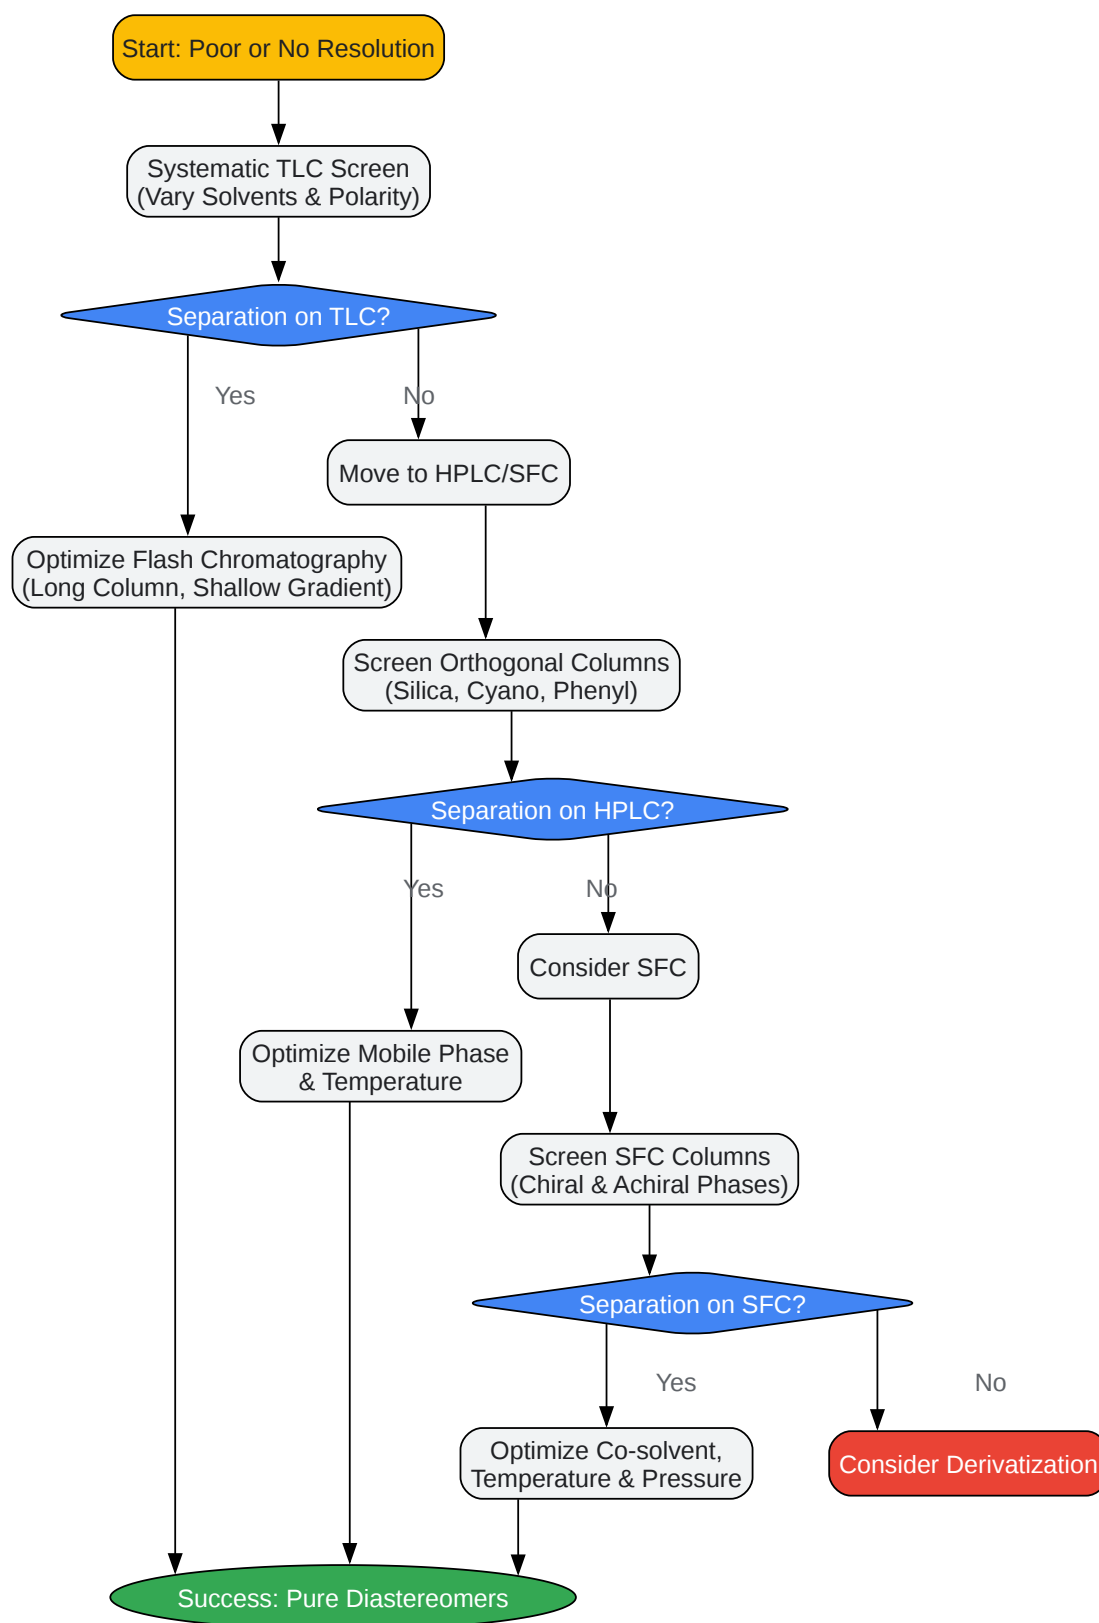 Start: Poor or No Resolution
Systematic TLC Screen
(Vary Solvents & Polarity)
Separation on TLC?
Yes
No
Move to HPLC/SFC
Optimize Flash Chromatography
(Long Column, Shallow Gradient)
Screen Orthogonal Columns
(Silica, Cyano, Phenyl)
Separation on HPLC?
Yes
No
Consider SFC
Optimize Mobile Phase
& Temperature
Screen SFC Columns
(Chiral & Achiral Phases)
Separation on SFC?
Yes
No
Optimize Co-solvent,
Temperature & Pressure
Consider Derivatization
Success: Pure Diastereomers